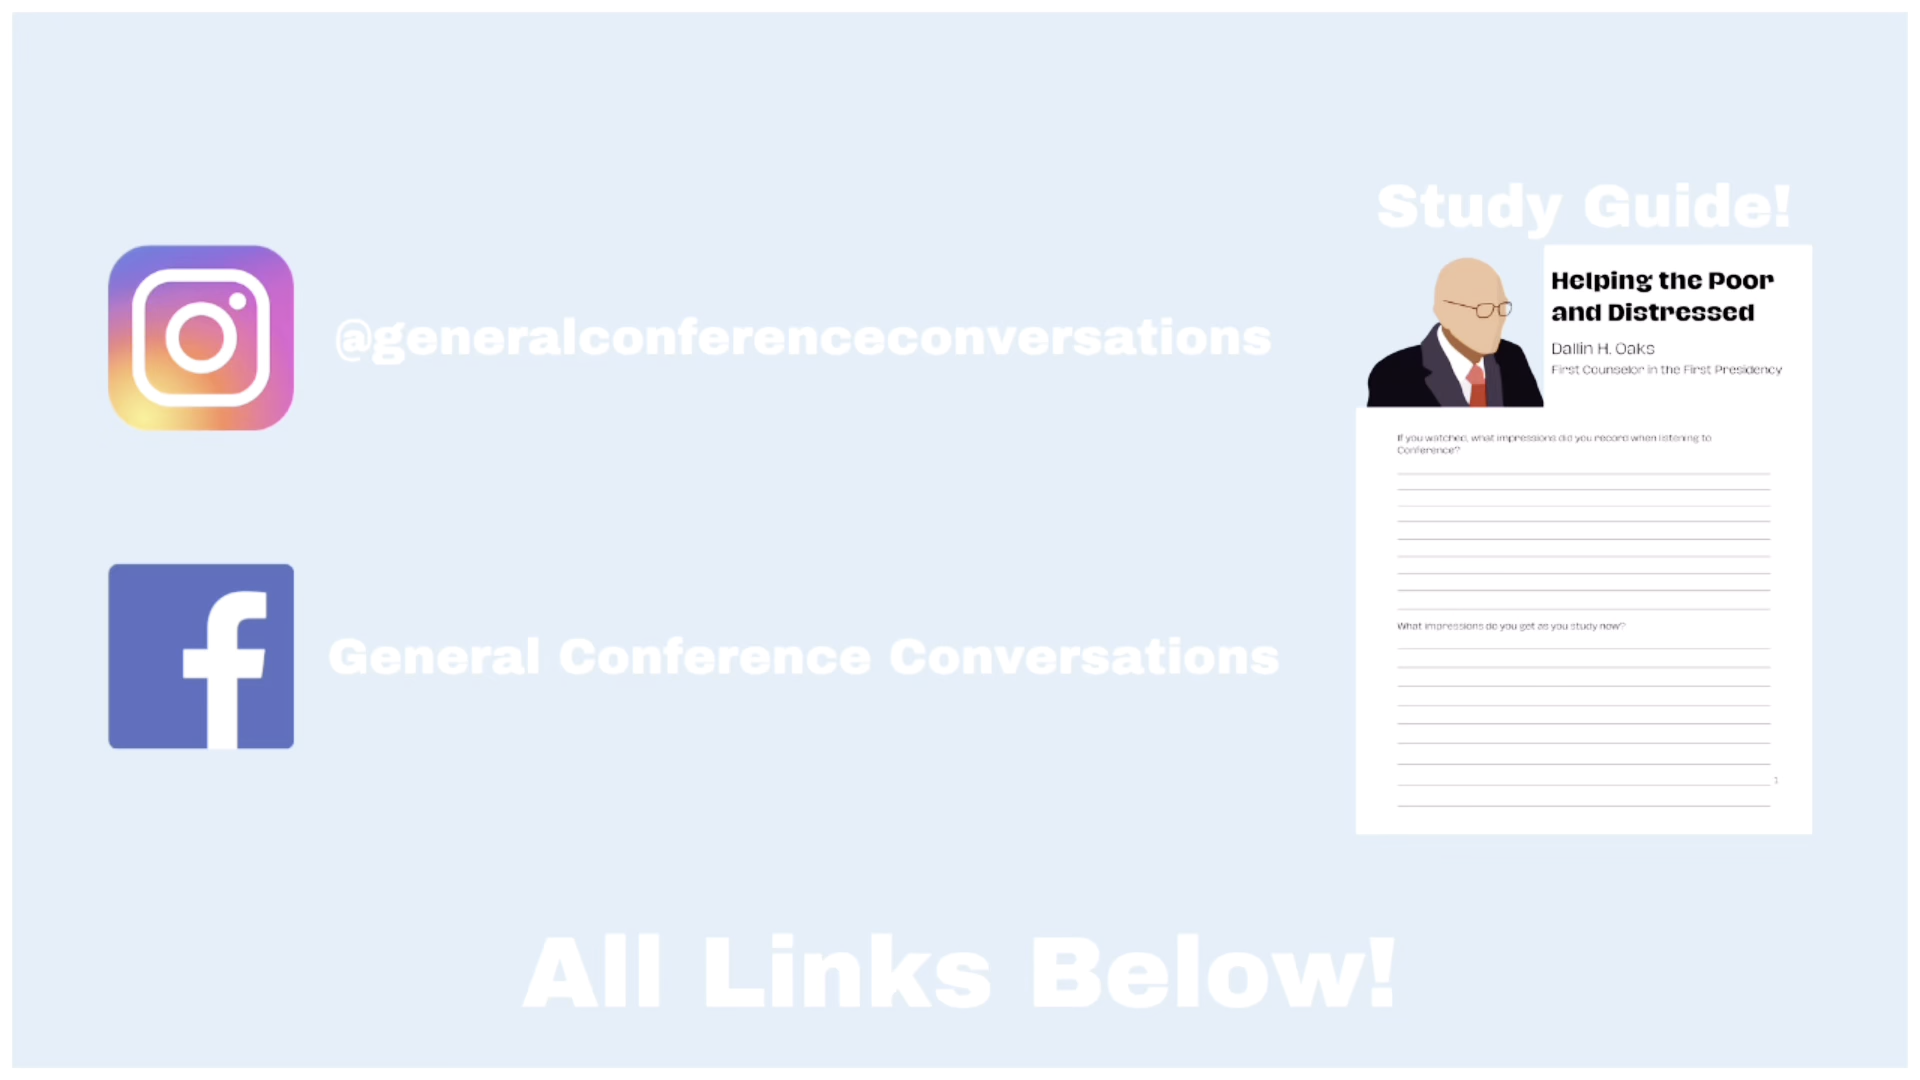 @generalconferenceconversations
General Conference Conversations
Study Guide!
Helping the Poor
and Distressed
Dallin H. Oaks
First Counselor in the First Presidency
If you watched, what impressions did you record when listening to
Conference?
What impressions do you get as you study now?
1
All Links Below!